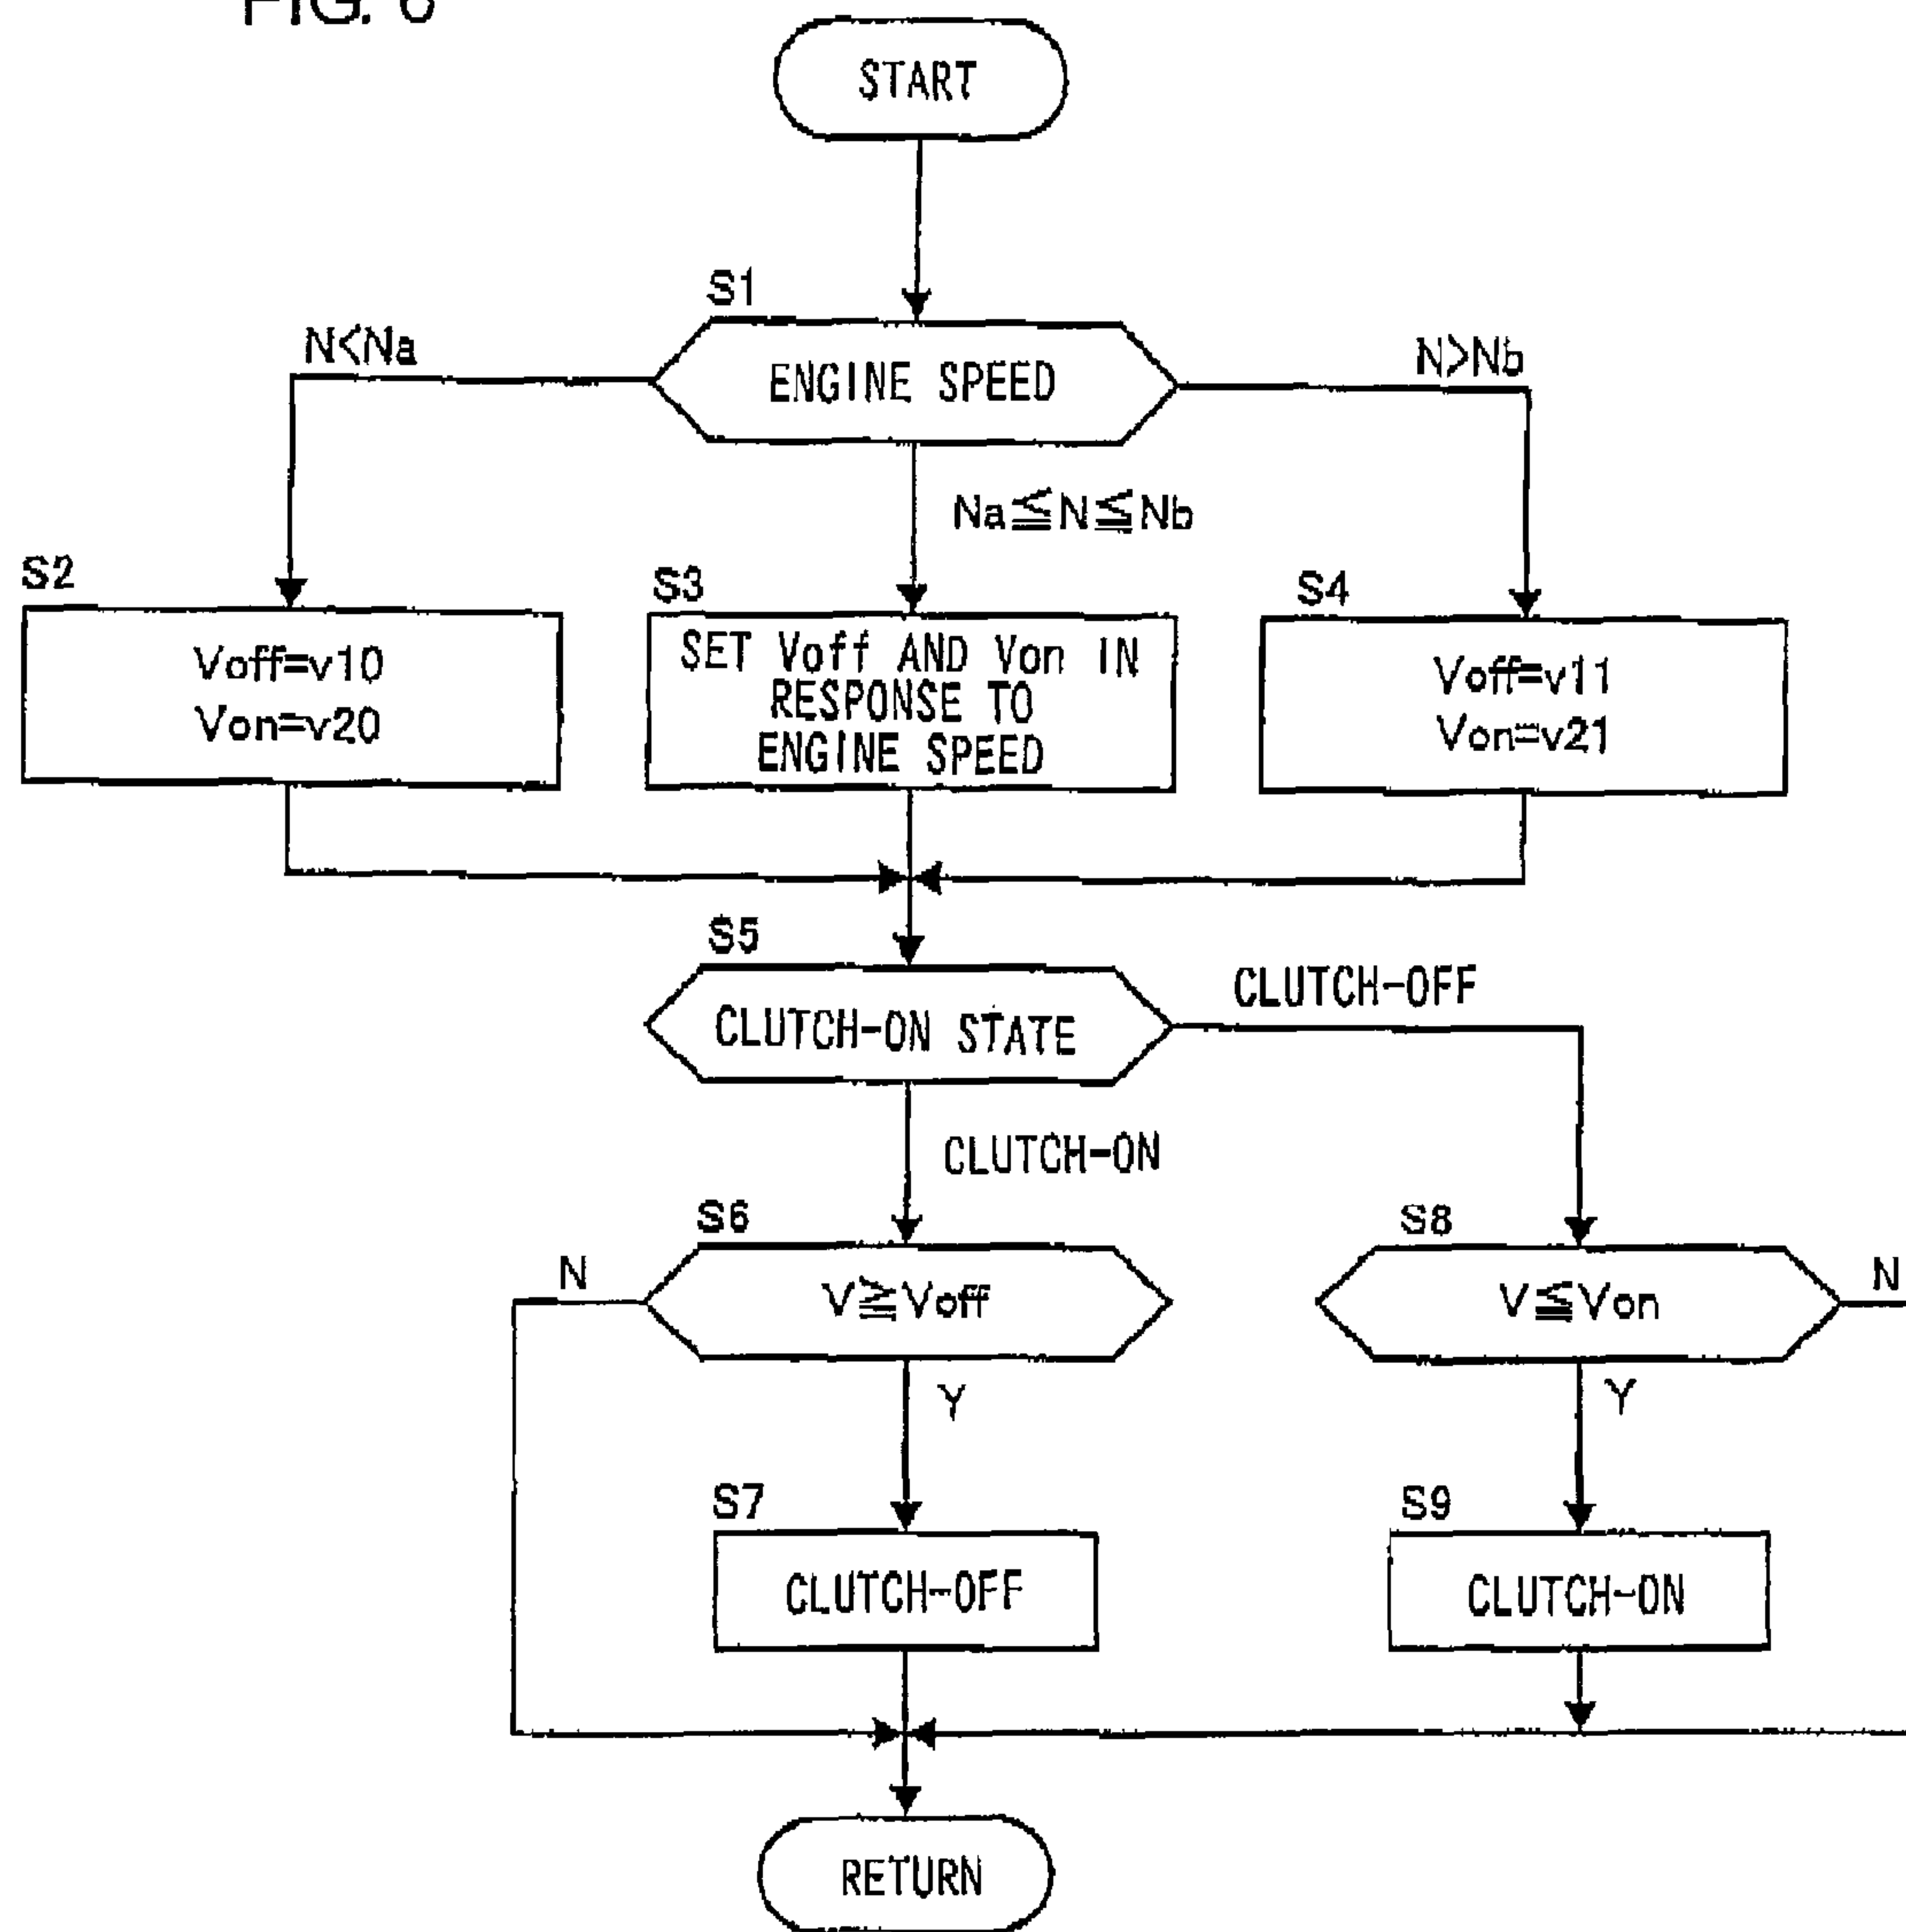 FIG. 6
START
S1
N<Na
ENGINE SPEED
N>Nb
Na≦N≦Nb
S2
S3
S4
Voff=v10
Von=v20
SET Voff AND Von IN
RESPONSE TO
ENGINE SPEED
Voff=v11
Von=v21
S5
CLUTCH-ON STATE
CLUTCH-OFF
CLUTCH-ON
S6
S8
N
V≧Voff
V≦Von
N
Y
Y
S7
S9
CLUTCH-OFF
CLUTCH-ON
RETURN